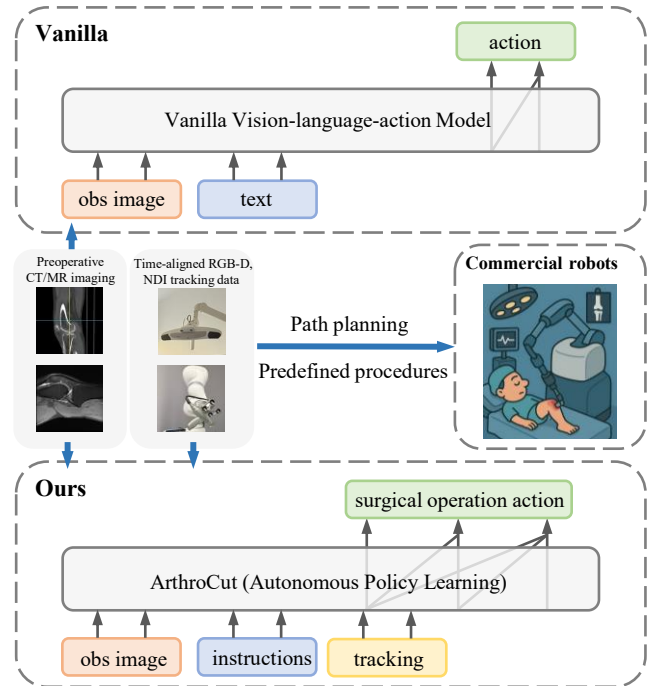 Vanilla
action
Vanilla Vision-language-action Model
obs image
text
Preoperative
CT/MR imaging
Time-aligned RGB-D,
NDI tracking data
Path planning
Predefined procedures
Commercial robots
Ours
surgical operation action
ArthroCut (Autonomous Policy Learning)
obs image
instructions
tracking